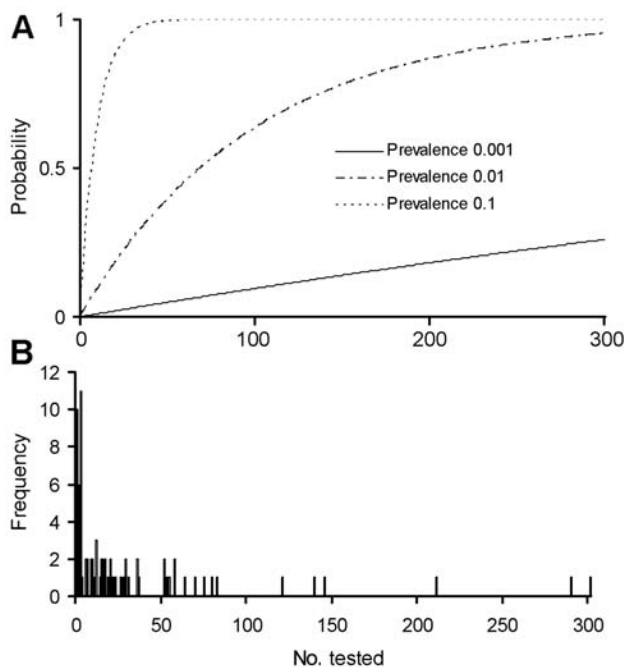 A
1
Probability
0.5
0
Prevalence 0.001
Prevalence 0.01
Prevalence 0.1
0 100 200 300
B
12
10
8
6
4
2
0
Frequency
0 50 100 150 200 250 300
No. tested